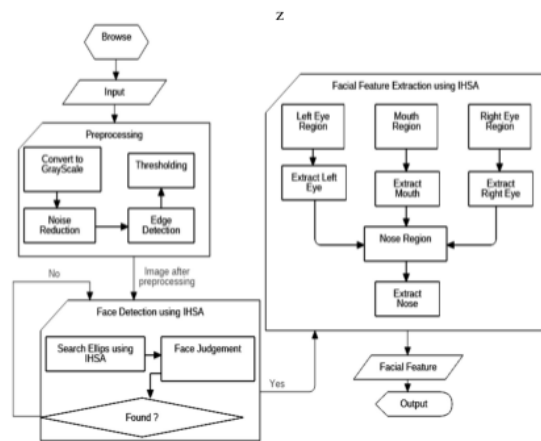 z
Browse
Input
Preprocessing
Convert to
GrayScale
Thresholding
Noise
Reduction
Edge
Detection
No
Image after
preprocessing
Face Detection using IHSA
Search Ellips using
IHSA
Face Judgement
Found ?
Yes
Facial Feature Extraction using IHSA
Left Eye
Region
Mouth
Region
Right Eye
Region
Extract Left
Eye
Extract
Mouth
Extract
Right Eye
Nose Region
Extract
Nose
Facial Feature
Output